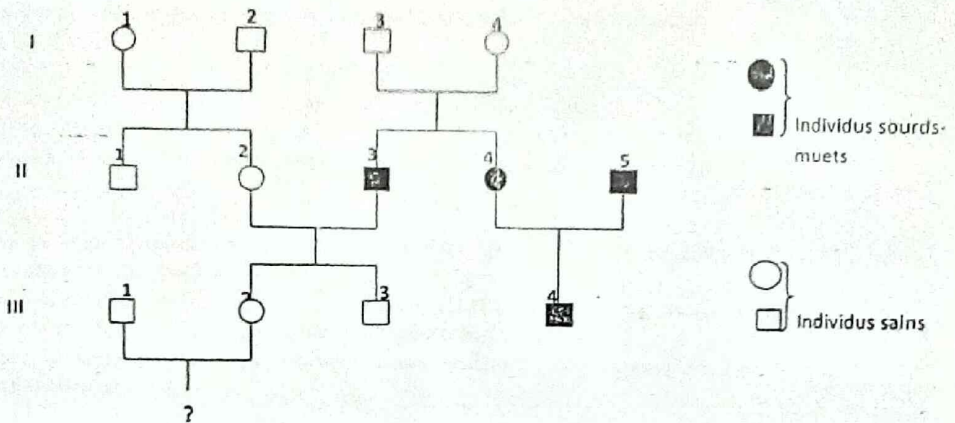 1 2 3 4
I
Individus sourds-
muets
1 2 3 4 5
II
1 2 3 4
III
Individus sains
?